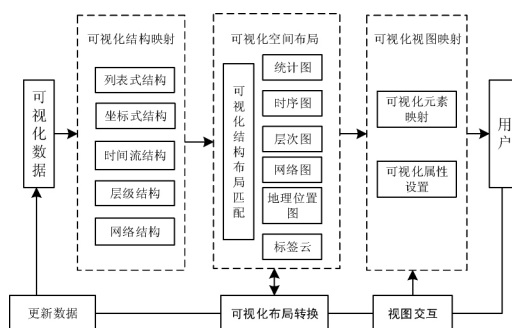 可视化数据
可视化结构映射
列表式结构
坐标式结构
时间流结构
层级结构
网络结构
可视化空间布局
可视化结构布局匹配
统计图
时序图
层次图
网络图
地理位置
图
标签云
可视化视图映射
可视化元素
映射
可视化属性
设置
用户
更新数据
可视化布局转换
视图交互